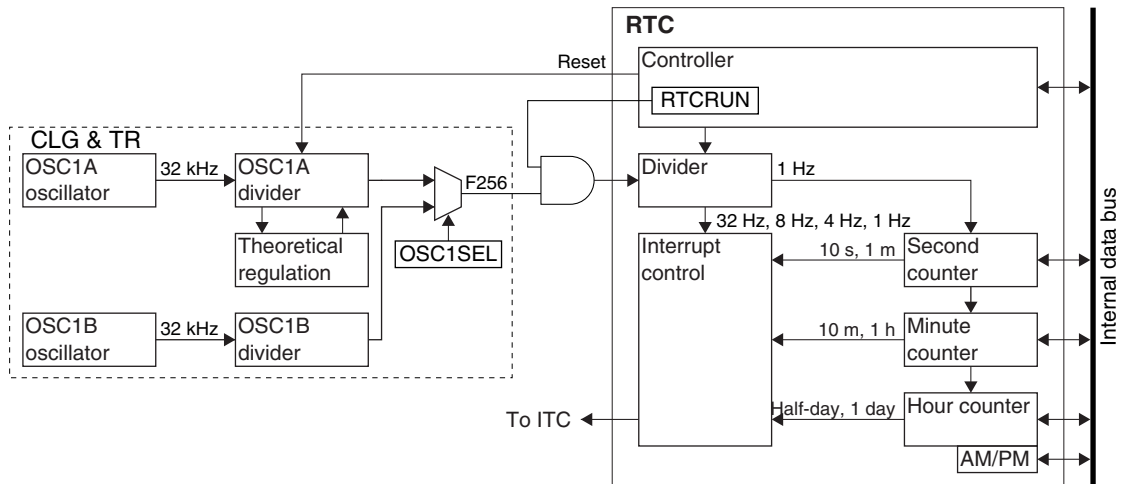 RTC
Controller
Reset
RTCRUN
CLG & TR
OSC1A
oscillator
32 kHz
OSC1A
divider
F256
Divider
1 Hz
32 Hz, 8 Hz, 4 Hz, 1 Hz
Theoretical
regulation
OSC1SEL
Interrupt
control
10 s, 1 m
Second
counter
OSC1B
oscillator
32 kHz
OSC1B
divider
10 m, 1 h
Minute
counter
Half-day, 1 day
Hour counter
To ITC
AM/PM
Internal data bus